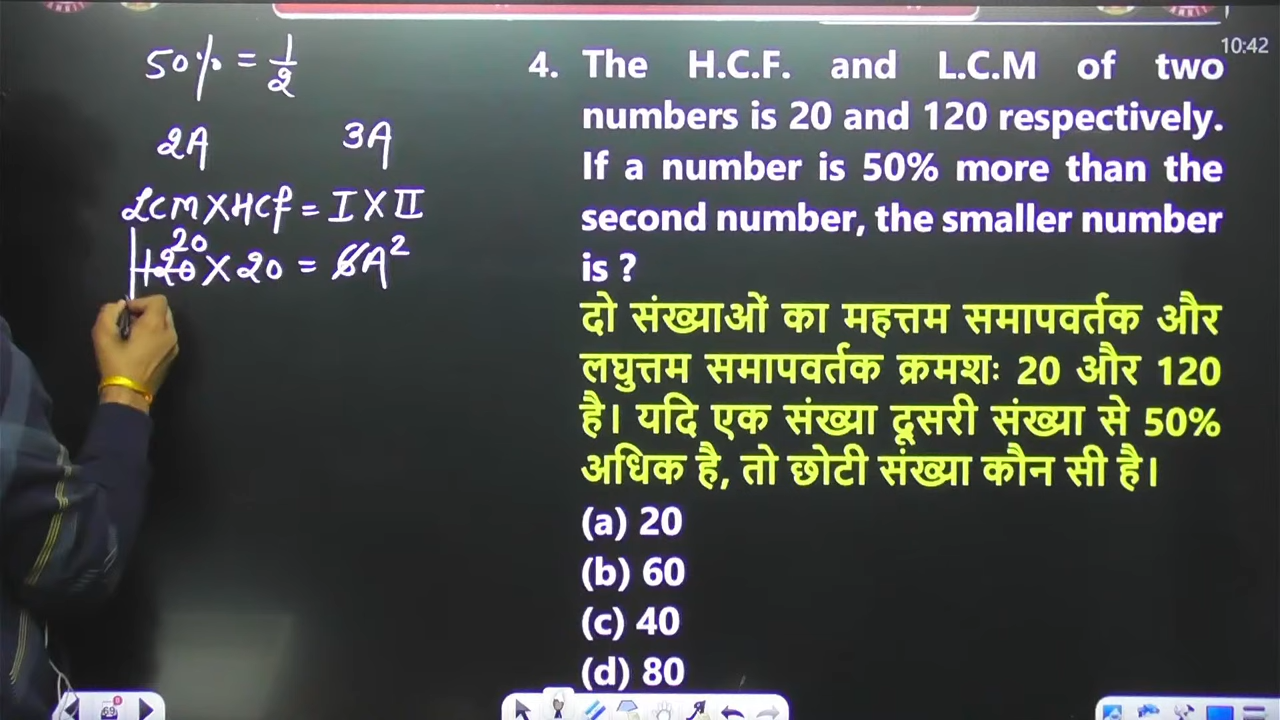 50% = 1/2
2A 3A
LCM X HCf = I X II
20
120 X 20 = 6A²
10:42
4. The H.C.F. and L.C.M of two
numbers is 20 and 120 respectively.
If a number is 50% more than the
second number, the smaller number
is ?
दो संख्याओं का महत्तम समापवर्तक और
लघुत्तम समापवर्तक क्रमशः 20 और 120
है। यदि एक संख्या दूसरी संख्या से 50%
अधिक है, तो छोटी संख्या कौन सी है।
(a) 20
(b) 60
(c) 40
(d) 80
69